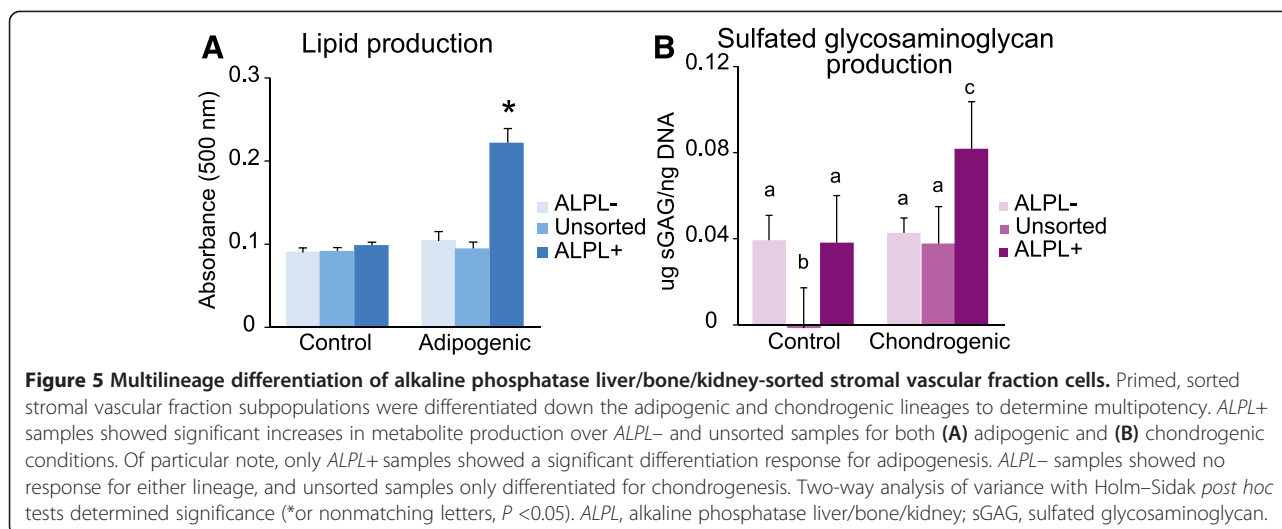 A Lipid production
Absorbance (500 nm)
0.3
0.2
0.1
0
*
ALPL-
Unsorted
ALPL+
Control
Adipogenic
B Sulfated glycosaminoglycan
production
ug sGAG/ng DNA
0.12
0.08
0.04
0
a
b
a
a
a
c
ALPL-
Unsorted
ALPL+
Control
Chondrogenic
Figure 5 Multilineage differentiation of alkaline phosphatase liver/bone/kidney-sorted stromal vascular fraction cells. Primed, sorted
stromal vascular fraction subpopulations were differentiated down the adipogenic and chondrogenic lineages to determine multipotency. ALPL+
samples showed significant increases in metabolite production over ALPL– and unsorted samples for both (A) adipogenic and (B) chondrogenic
conditions. Of particular note, only ALPL+ samples showed a significant differentiation response for adipogenesis. ALPL– samples showed no
response for either lineage, and unsorted samples only differentiated for chondrogenesis. Two-way analysis of variance with Holm–Sidak post hoc
tests determined significance (*or nonmatching letters, P <0.05). ALPL, alkaline phosphatase liver/bone/kidney; sGAG, sulfated glycosaminoglycan.